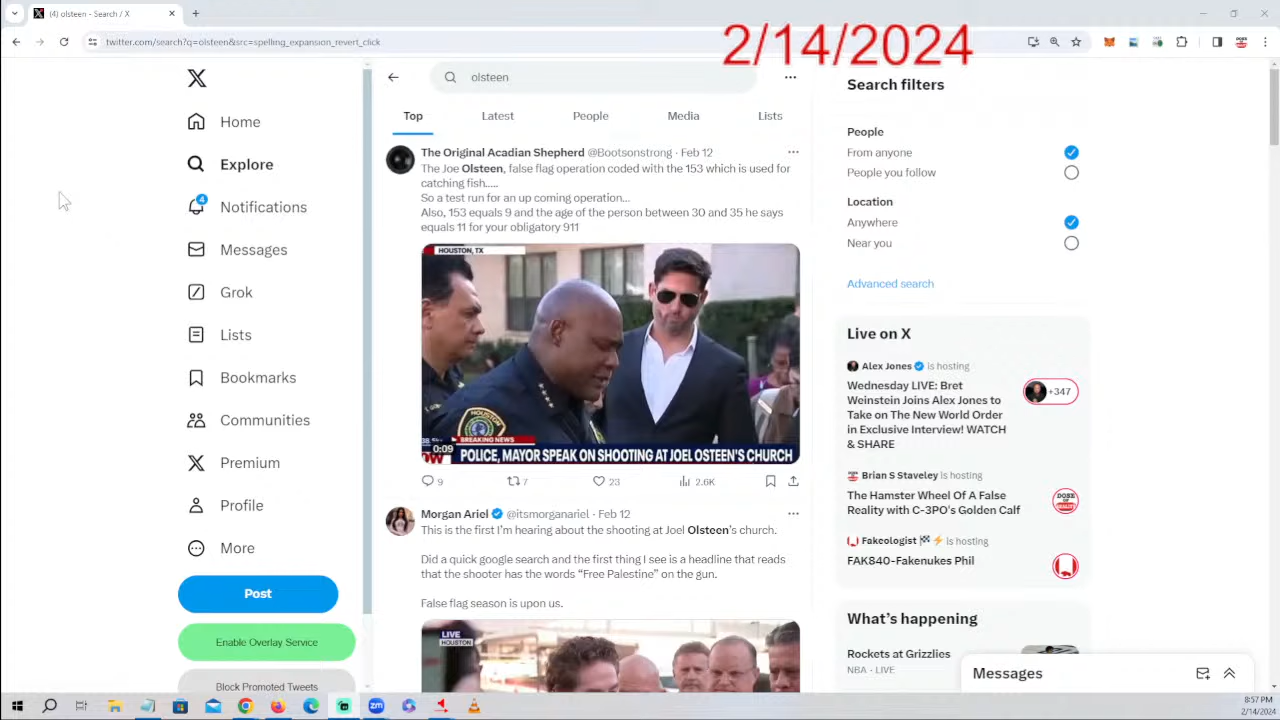 (4) olsteen - Search / X
twitter.com/search?q=olsteen&src=spelling_expansion_revert_click
2/14/2024
Home
Explore
4
Notifications
Messages
Grok
Lists
Bookmarks
Communities
Premium
Profile
More
Post
Enable Overlay Service
Block Promoted Tweets
olsteen
Top
Latest
People
Media
Lists
The Original Acadian Shepherd @Bootsonstrong · Feb 12
The Joe Olsteen, false flag operation coded with the 153 which is used for
catching fish.....
So a test run for an up coming operation...
Also, 153 equals 9 and the age of the person between 30 and 35 he says
equals 11 for your obligatory 911
HOUSTON, TX
HOUSTON
BREAKING NEWS
0:09
POLICE, MAYOR SPEAK ON SHOOTING AT JOEL OSTEEN'S CHURCH
9
7
23
2.6K
Morgan Ariel @itsmorganariel · Feb 12
This is the first I'm hearing about the shooting at Joel Olsteen's church.
Did a quick google search and the first thing I see is a headline that reads
that the shooter has the words “Free Palestine” on the gun.
False flag season is upon us.
LIVE
HOUSTON
Search filters
People
From anyone
People you follow
Location
Anywhere
Near you
Advanced search
Live on X
Alex Jones is hosting
Wednesday LIVE: Bret
Weinstein Joins Alex Jones to
Take on The New World Order
in Exclusive Interview! WATCH
& SHARE
+347
Brian S Staveley is hosting
The Hamster Wheel Of A False
Reality with C-3PO's Golden Calf
Fakeologist is hosting
FAK840-Fakenukes Phil
What's happening
Rockets at Grizzlies
NBA · LIVE
Messages
8:57 PM
2/14/2024